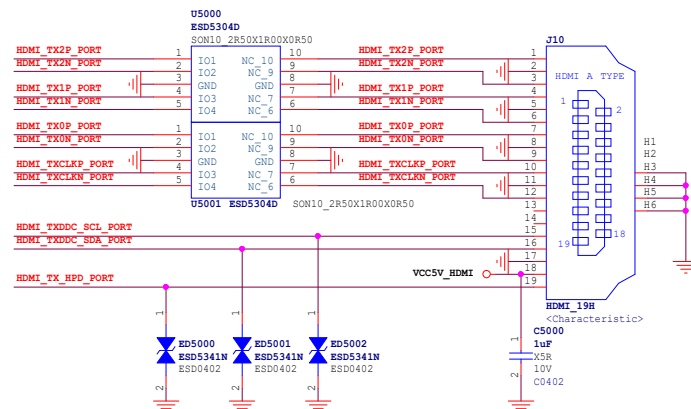 U5000
ESD5304D
SON10_2R50X1R00X0R50
J10
HDMI_TX2P_PORT 1 IO1 NC_10 10 HDMI_TX2P_PORT 1
HDMI_TX2N_PORT 2 IO2 NC_9 9 HDMI_TX2N_PORT 2
3 GND GND 8 3
HDMI A TYPE
HDMI_TX1P_PORT 4 IO3 NC_7 7 HDMI_TX1P_PORT 4
HDMI_TX1N_PORT 5 IO4 NC_6 6 HDMI_TX1N_PORT 5
1 2
6
HDMI_TX0P_PORT 1 IO1 NC_10 10 HDMI_TX0P_PORT 7
HDMI_TX0N_PORT 2 IO2 NC_9 9 HDMI_TX0N_PORT 8 H1
3 GND GND 8 9 H2
HDMI_TXCLKP_PORT 4 IO3 NC_7 7 HDMI_TXCLKP_PORT 10 H3
HDMI_TXCLKN_PORT 5 IO4 NC_6 6 HDMI_TXCLKN_PORT 11 H4
12 H5
U5001 ESD5304D SON10_2R50X1R00X0R50 13 H6
14
HDMI_TXDDC_SCL_PORT 15 18
HDMI_TXDDC_SDA_PORT 16 19
17
VCC5V_HDMI 18
HDMI_TX_HPD_PORT 19
HDMI_19H
<Characteristic>
1 1 1 1
C5000
ED5000 ED5001 ED5002 1uF
ESD5341N ESD5341N ESD5341N X5R
ESD0402 ESD0402 ESD0402 10V
2 2 2 2 C0402